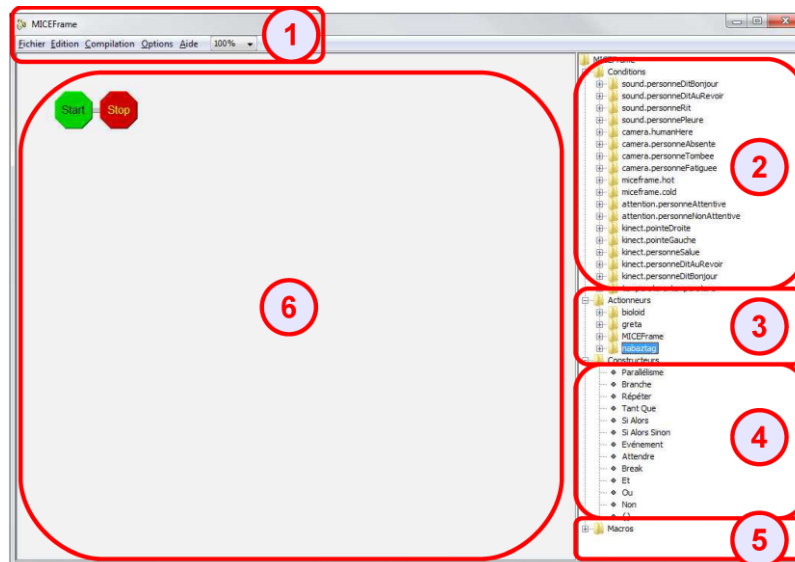 MICEFrame
Fichier Edition Compilation Options Aide 100%
1
Start Stop
6
MICEFrame
Conditions
sound.personneDitBonjour
sound.personneDitAuRevoir
sound.personneRit
sound.personnePleure
camera.humanHere
camera.personneAbsente
camera.personneTombee
camera.personneFatiguee
miceframe.hot
miceframe.cold
attention.personneAttentive
attention.personneNonAttentive
kinect.pointeDroite
kinect.pointeGauche
kinect.personneSalue
kinect.personneDitAuRevoir
kinect.personneDitBonjour
2
Actionneurs
bioloid
greta
MICEFrame
nabaztag
3
Constructeurs
Parallélisme
Branche
Répéter
Tant Que
Si Alors
Si Alors Sinon
Evénement
Attendre
Break
Et
Ou
Non
()
4
Macros
5